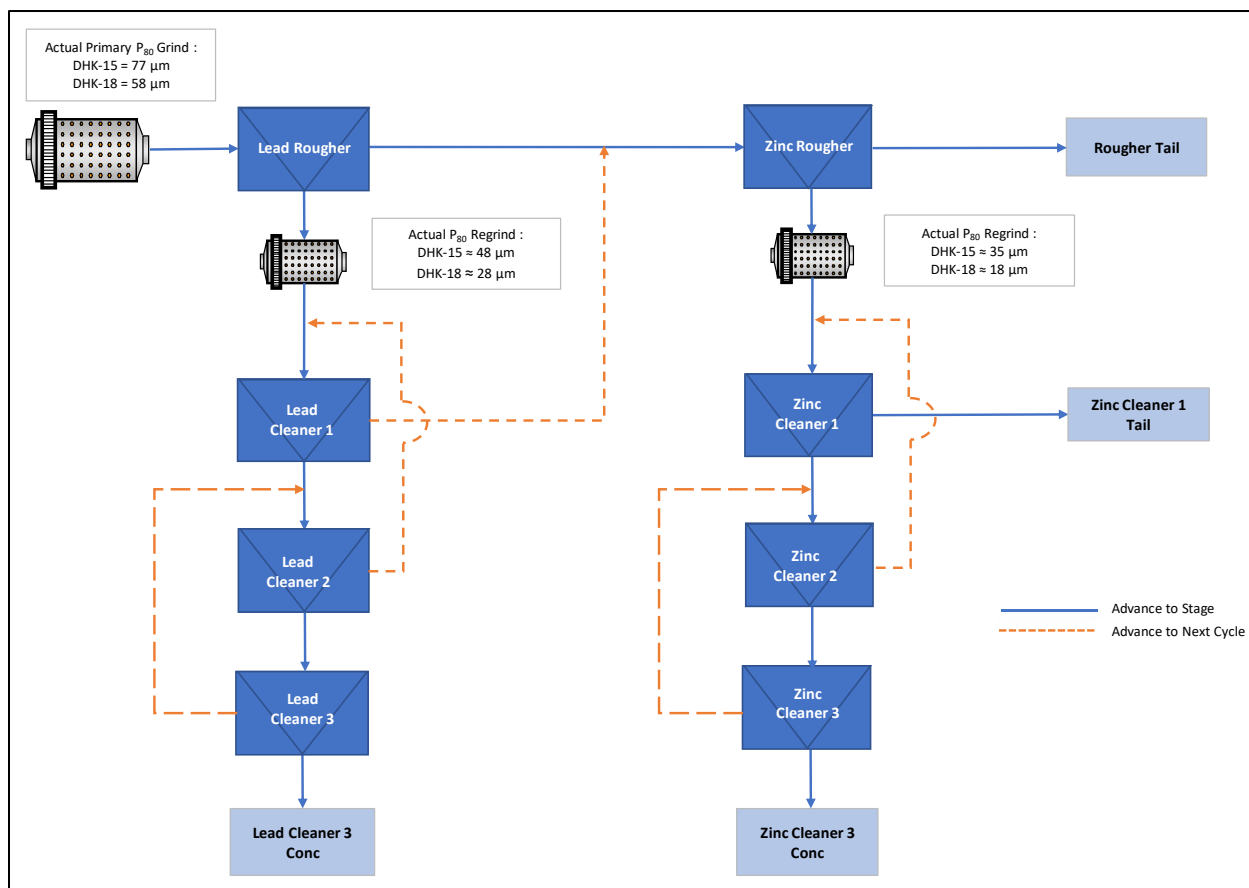 Actual Primary P80 Grind :
DHK-15 = 77 µm
DHK-18 = 58 µm
Lead Rougher
Zinc Rougher
Rougher Tail
Actual P80 Regrind :
DHK-15 ≈ 48 µm
DHK-18 ≈ 28 µm
Actual P80 Regrind :
DHK-15 ≈ 35 µm
DHK-18 ≈ 18 µm
Lead
Cleaner 1
Zinc
Cleaner 1
Zinc Cleaner 1
Tail
Lead
Cleaner 2
Zinc
Cleaner 2
Advance to Stage
Advance to Next Cycle
Lead
Cleaner 3
Zinc
Cleaner 3
Lead Cleaner 3
Conc
Zinc Cleaner 3
Conc